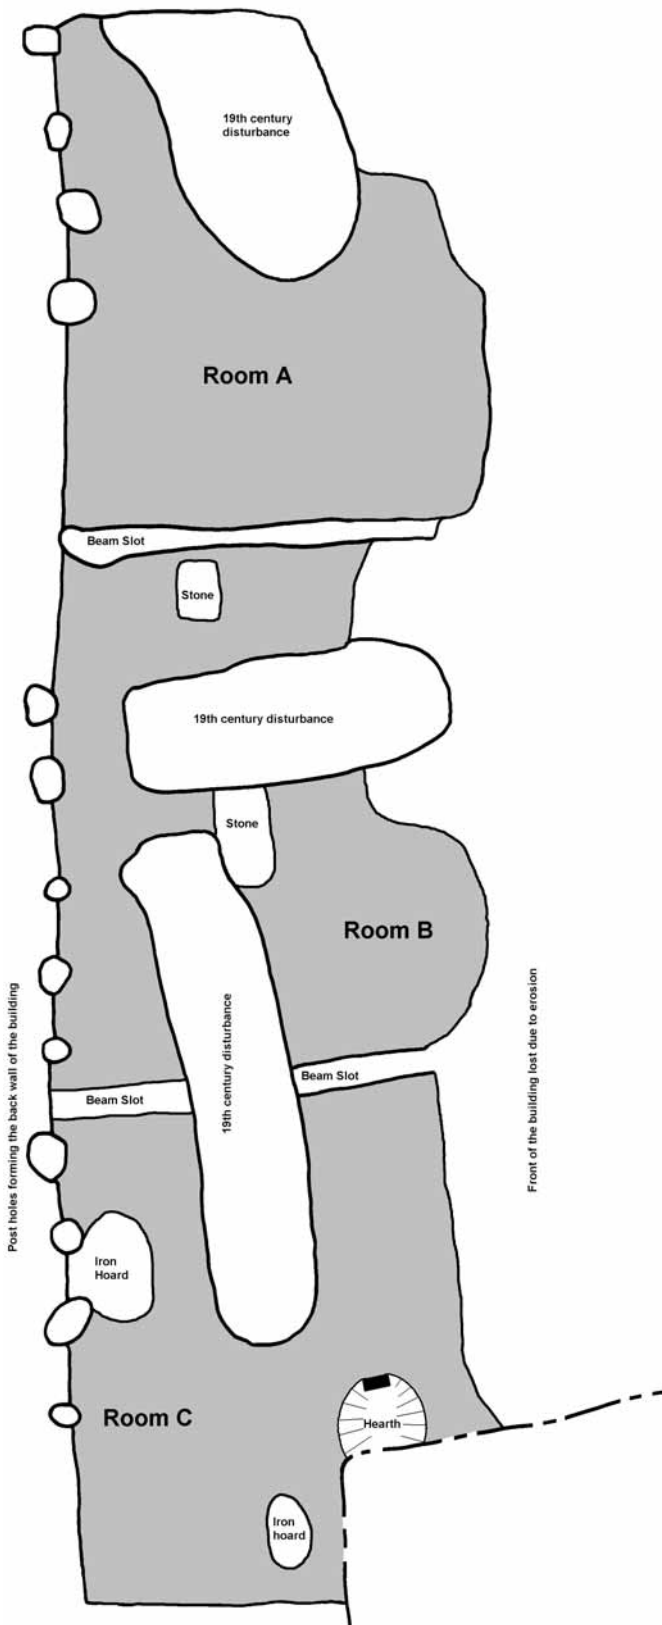 19th century
disturbance
Room A
Beam Slot
Stone
19th century disturbance
Stone
Room B
Post holes forming the back wall of the building
19th century disturbance
Front of the building lost due to erosion
Beam Slot
Beam Slot
Iron
Hoard
Room C
Hearth
Iron
hoard